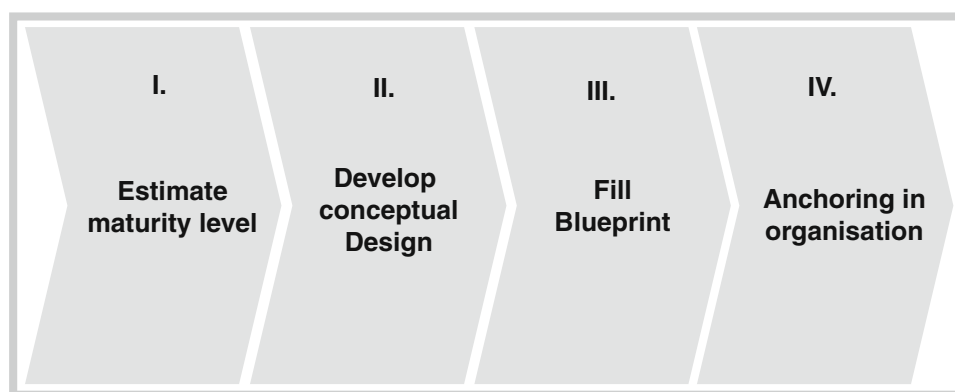 I.
Estimate
maturity level
II.
Develop
conceptual
Design
III.
Fill
Blueprint
IV.
Anchoring in
organisation